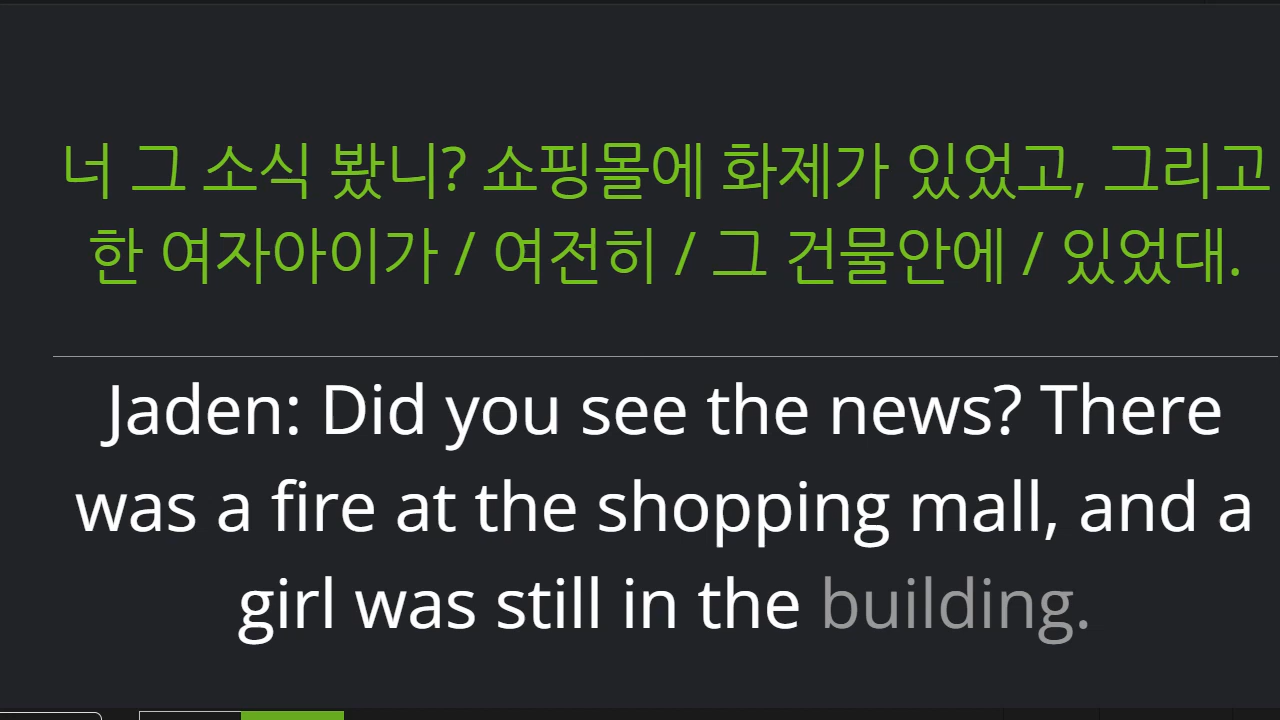 너 그 소식 봤니? 쇼핑몰에 화제가 있었고, 그리고
한 여자아이가 / 여전히 / 그 건물안에 / 있었대.
Jaden: Did you see the news? There
was a fire at the shopping mall, and a
girl was still in the building.